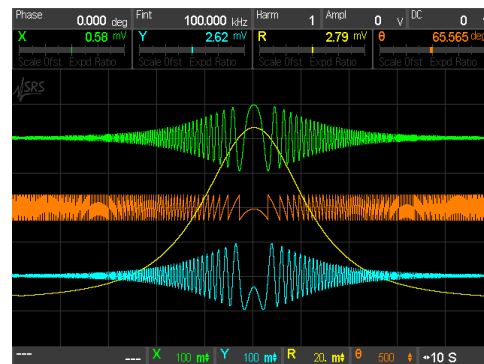 Phase 0.000 deg Fint 100.000 kHz Harm 1 Ampl 0 V DC 0
X 0.58 mV Y 2.62 mV R 2.79 mV θ 65.565 deg
Scale Ofst Expd Ratio Scale Ofst Expd Ratio Scale Ofst Expd Ratio Scale Ofst Expd Ratio
SRS
--- --- X 100 m Y 100 m R 20. m θ 500 10 S